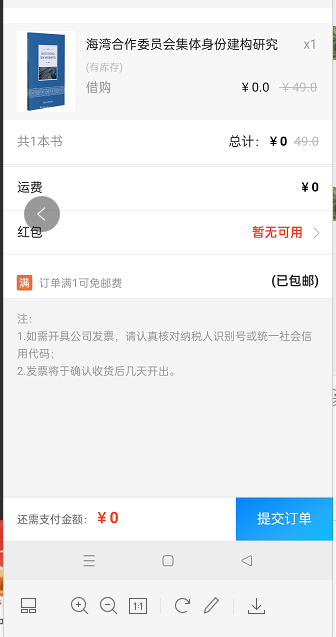 海湾合作委员会集体身份建构研究 x1
(有库存)
借购 ￥0.0 ￥49.0
共1本书 总计：￥0 49.0
运费 ￥0
红包 暂无可用
满 订单满1可免邮费 (已包邮)
注：
1.如需开具公司发票，请认真核对纳税人识别号或统一社会信
用代码；
2.发票将于确认收货后几天开出。
还需支付金额：￥0 提交订单
1:1